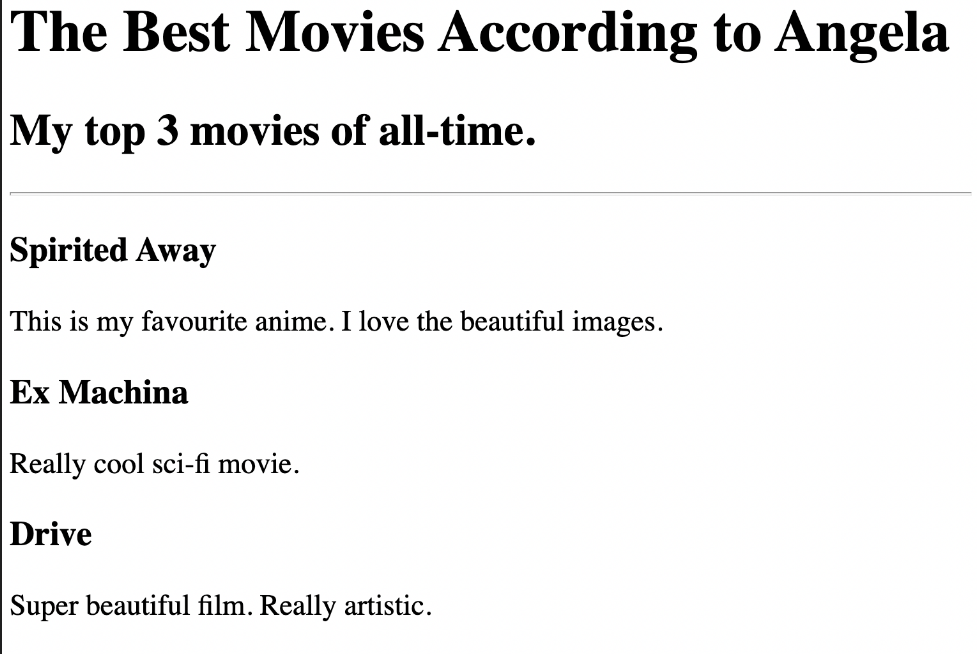 The Best Movies According to Angela
My top 3 movies of all-time.
Spirited Away
This is my favourite anime. I love the beautiful images.
Ex Machina
Really cool sci-fi movie.
Drive
Super beautiful film. Really artistic.